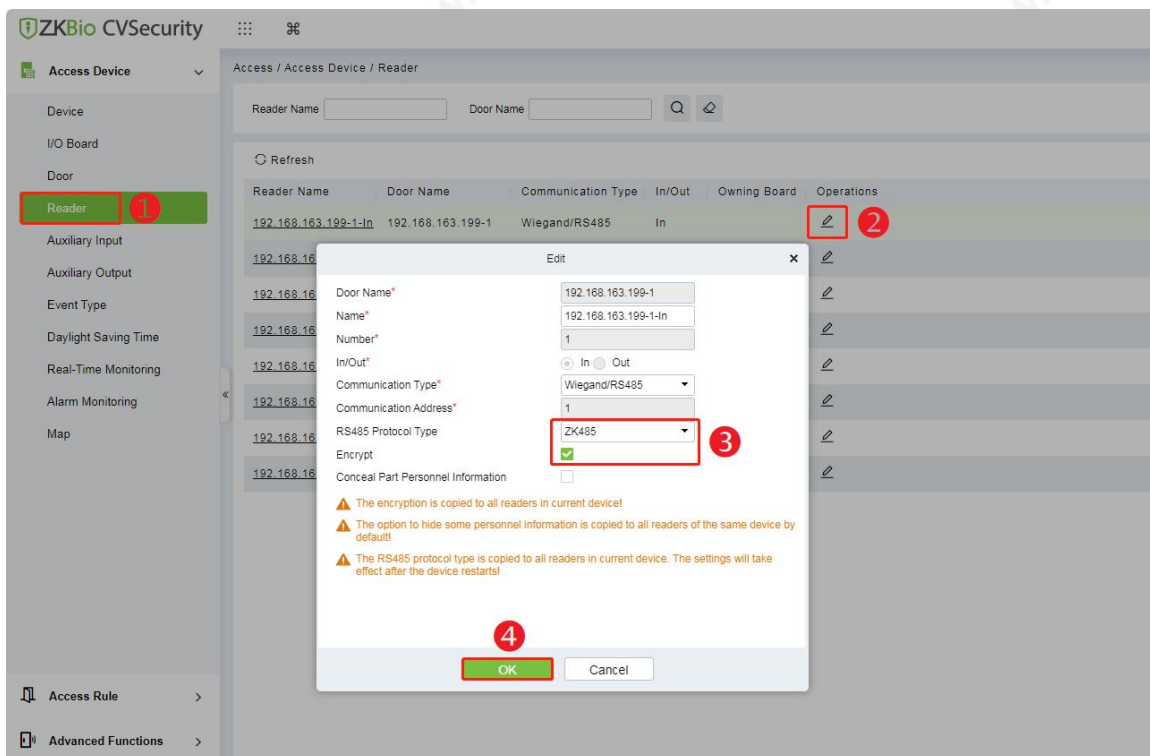 ZKBio CVSecurity
Access Device
Access / Access Device / Reader
Device
I/O Board
Door
Reader 1
Auxiliary Input
Auxiliary Output
Event Type
Daylight Saving Time
Real-Time Monitoring
Alarm Monitoring
Map
Access Rule
Advanced Functions
Reader Name Door Name
Refresh
Reader Name Door Name Communication Type In/Out Owning Board Operations
192.168.163.199-1-In 192.168.163.199-1 Wiegand/RS485 In 2
192.168.16
192.168.16
192.168.16
192.168.16
192.168.16
192.168.16
192.168.16
Edit
Door Name* 192.168.163.199-1
Name* 192.168.163.199-1-In
Number* 1
In/Out* In Out
Communication Type* Wiegand/RS485
Communication Address* 1
RS485 Protocol Type ZK485
Encrypt 3
Conceal Part Personnel Information
The encryption is copied to all readers in current device!
The option to hide some personnel information is copied to all readers of the same device by
default!
The RS485 protocol type is copied to all readers in current device. The settings will take
effect after the device restarts!
4
OK Cancel